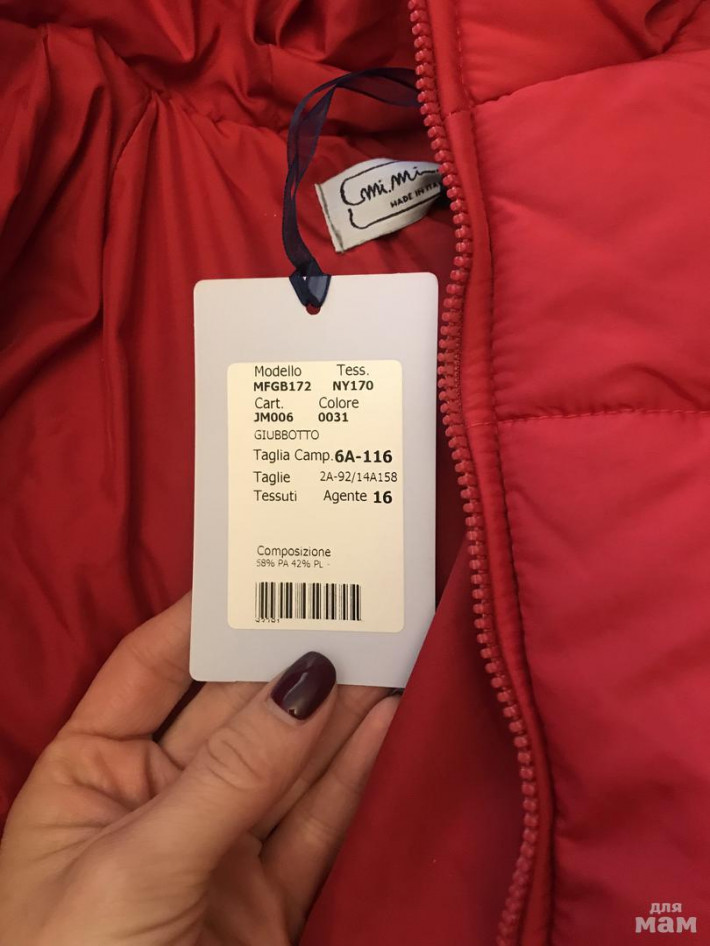 mi.mi
MADE IN ITA
Modello Tess.
MFGB172 NY170
Cart. Colore
JM006 0031
GIUBBOTTO
Taglia Camp. 6A-116
Taglie 2A-92/14A158
Tessuti Agente 16
Composizione
58% PA 42% PL -
для
мам